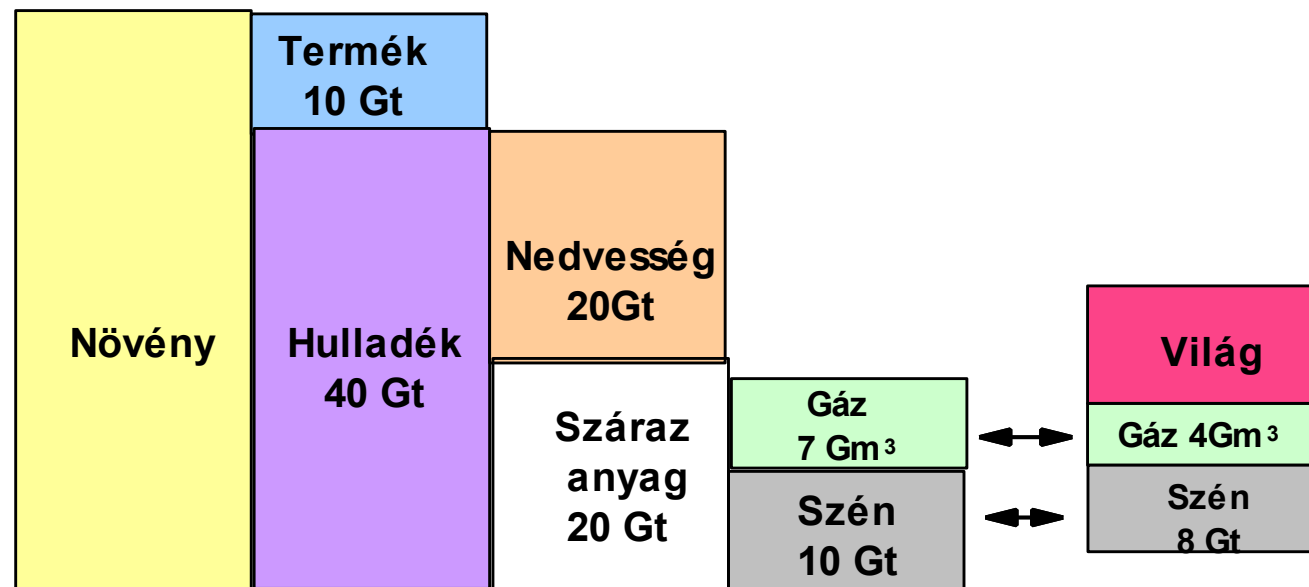 Növény
Termék
10 Gt
Hulladék
40 Gt
Nedvesség
20Gt
Száraz
anyag
20 Gt
Gáz
7 Gm³
Szén
10 Gt
Világ
Gáz 4Gm³
Szén
8 Gt